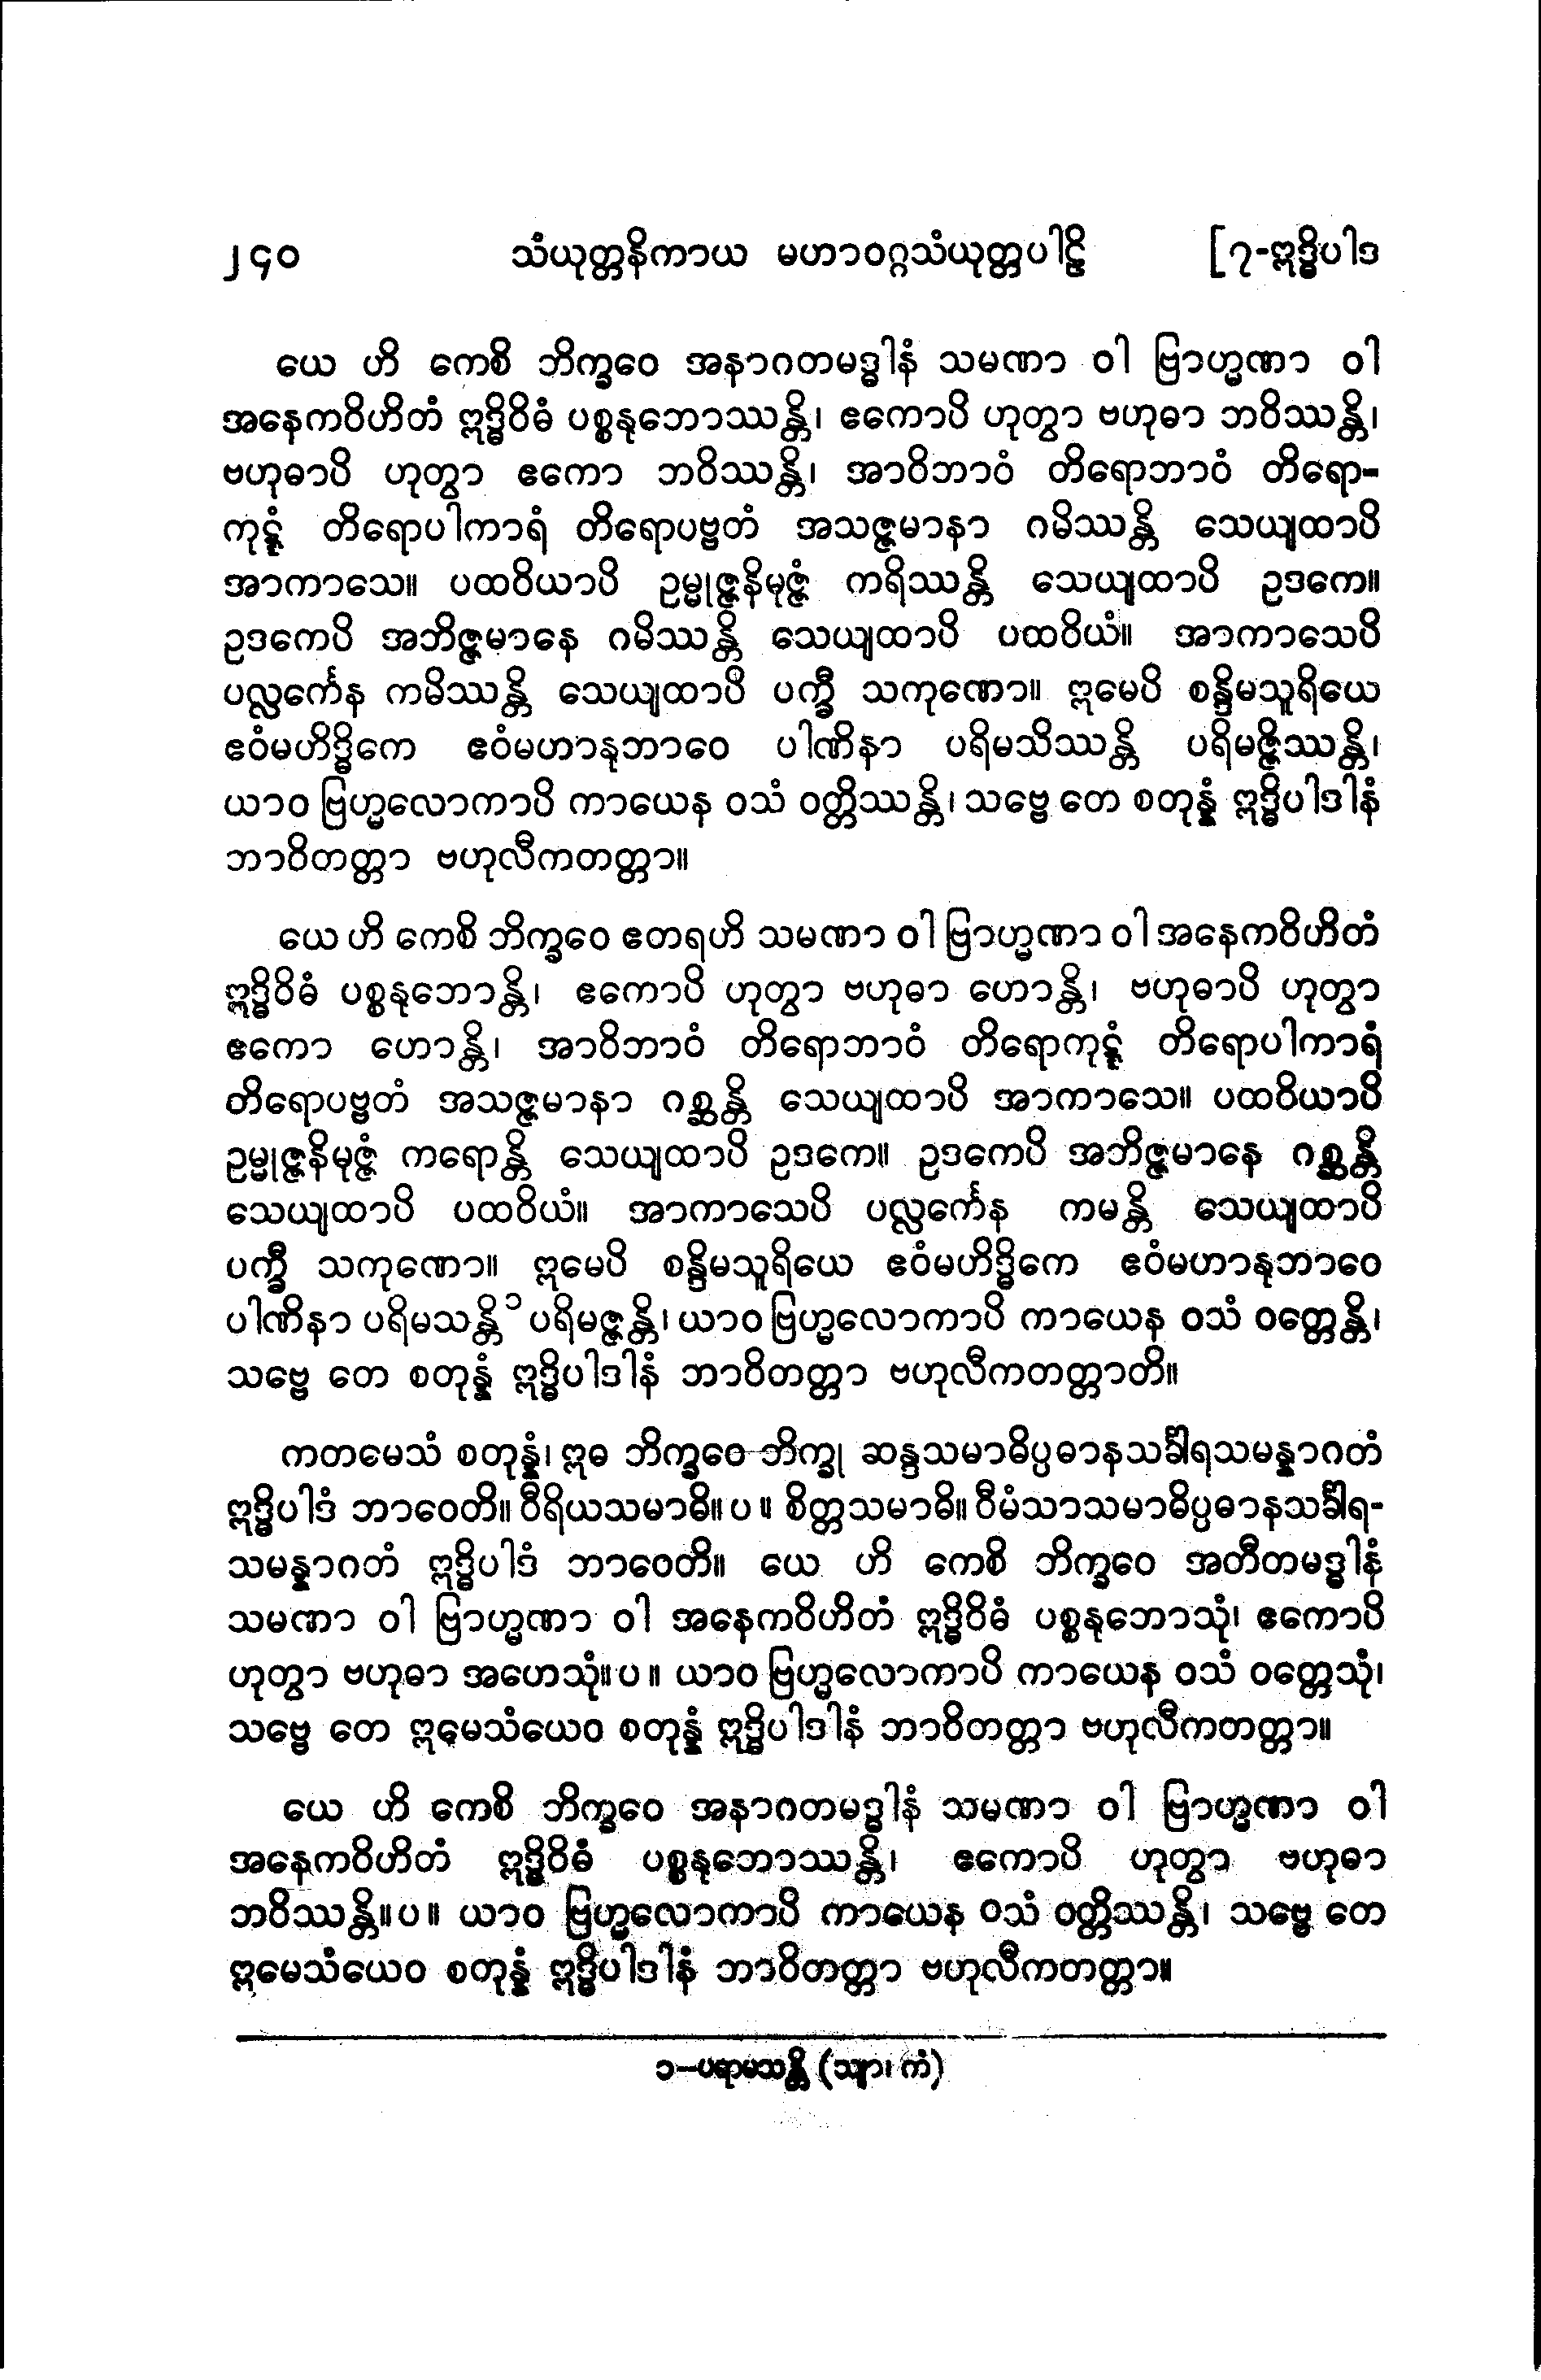 ၂၄၀ သံယုတ္တနိကာယ မဟာဝဂ္ဂသံယုတ္တပါဠိ [၇-ဣဒ္ဓိပါဒ
ယေ ဟိ ကေစိ ဘိက္ခဝေ အနာဂတမဒ္ဓါနံ သမဏာ ဝါ ဗြာဟ္မဏာ ဝါ
အနေကဝိဟိတံ ဣဒ္ဓိဝိဓံ ပစ္စနုဘောဿန္တိ၊ ဧကောပိ ဟုတွာ ဗဟုဓာ ဘဝိဿန္တိ၊
ဗဟုဓာပိ ဟုတွာ ဧကော ဘဝိဿန္တိ၊ အာဝိဘာဝံ တိရောဘာဝံ တိရော-
ကုဋ္ဋံ တိရောပါကာရံ တိရောပဗ္ဗတံ အသဇ္ဇမာနာ ဂမိဿန္တိ သေယျထာပိ
အာကာသေ။ ပထဝိယာပိ ဥမ္မုဇ္ဇနိမုဇ္ဇံ ကရိဿန္တိ သေယျထာပိ ဥဒကေ။
ဥဒကေပိ အဘိဇ္ဇမာနေ ဂမိဿန္တိ သေယျထာပိ ပထဝိယံ။ အာကာသေပိ
ပလ္လင်္ကေန ကမိဿန္တိ သေယျထာပိ ပက္ခီ သကုဏော။ ဣမေပိ စန္ဒိမသူရိယေ
ဧဝံမဟိဒ္ဓိကေ ဧဝံမဟာနုဘာဝေ ပါဏိနာ ပရိမသိဿန္တိ ပရိမဇ္ဇိဿန္တိ၊
ယာဝ ဗြဟ္မလောကာပိ ကာယေန ဝသံ ဝတ္တိဿန္တိ၊ သဗ္ဗေ တေ စတုန္နံ ဣဒ္ဓိပါဒါနံ
ဘာဝိတတ္တာ ဗဟုလီကတတ္တာ။
ယေ ဟိ ကေစိ ဘိက္ခဝေ ဧတရဟိ သမဏာ ဝါ ဗြာဟ္မဏာ ဝါ အနေကဝိဟိတံ
ဣဒ္ဓိဝိဓံ ပစ္စနုဘောန္တိ၊ ဧကောပိ ဟုတွာ ဗဟုဓာ ဟောန္တိ၊ ဗဟုဓာပိ ဟုတွာ
ဧကော ဟောန္တိ၊ အာဝိဘာဝံ တိရောဘာဝံ တိရောကုဋ္ဋံ တိရောပါကာရံ
တိရောပဗ္ဗတံ အသဇ္ဇမာနာ ဂစ္ဆန္တိ သေယျထာပိ အာကာသေ။ ပထဝိယာပိ
ဥမ္မုဇ္ဇနိမုဇ္ဇံ ကရောန္တိ သေယျထာပိ ဥဒကေ။ ဥဒကေပိ အဘိဇ္ဇမာနေ ဂစ္ဆန္တိ
သေယျထာပိ ပထဝိယံ။ အာကာသေပိ ပလ္လင်္ကေန ကမန္တိ သေယျထာပိ
ပက္ခီ သကုဏော။ ဣမေပိ စန္ဒိမသူရိယေ ဧဝံမဟိဒ္ဓိကေ ဧဝံမဟာနုဘာဝေ
ပါဏိနာ ပရိမသန္တိ၁ ပရိမဇ္ဇန္တိ၊ ယာဝ ဗြဟ္မလောကာပိ ကာယေန ဝသံ ဝတ္တေန္တိ၊
သဗ္ဗေ တေ စတုန္နံ ဣဒ္ဓိပါဒါနံ ဘာဝိတတ္တာ ဗဟုလီကတတ္တာတိ။
ကတမေသံ စတုန္နံ၊ ဣဓ ဘိက္ခဝေ ဘိက္ခု ဆန္ဒသမာဓိပ္ပဓာနသင်္ခါရသမန္နာဂတံ
ဣဒ္ဓိပါဒံ ဘာဝေတိ။ ဝီရိယသမာဓိ။ ပ ။ စိတ္တသမာဓိ။ ဝီမံသာသမာဓိပ္ပဓာနသင်္ခါရ-
သမန္နာဂတံ ဣဒ္ဓိပါဒံ ဘာဝေတိ။ ယေ ဟိ ကေစိ ဘိက္ခဝေ အတီတမဒ္ဓါနံ
သမဏာ ဝါ ဗြာဟ္မဏာ ဝါ အနေကဝိဟိတံ ဣဒ္ဓိဝိဓံ ပစ္စနုဘောသုံ၊ ဧကောပိ
ဟုတွာ ဗဟုဓာ အဟေသုံ။ ပ ။ ယာဝ ဗြဟ္မလောကာပိ ကာယေန ဝသံ ဝတ္တေသုံ၊
သဗ္ဗေ တေ ဣမေသံယေဝ စတုန္နံ ဣဒ္ဓိပါဒါနံ ဘာဝိတတ္တာ ဗဟုလီကတတ္တာ။
ယေ ဟိ ကေစိ ဘိက္ခဝေ အနာဂတမဒ္ဓါနံ သမဏာ ဝါ ဗြာဟ္မဏာ ဝါ
အနေကဝိဟိတံ ဣဒ္ဓိဝိဓံ ပစ္စနုဘောဿန္တိ၊ ဧကောပိ ဟုတွာ ဗဟုဓာ
ဘဝိဿန္တိ။ ပ ။ ယာဝ ဗြဟ္မလောကာပိ ကာယေန ဝသံ ဝတ္တိဿန္တိ၊ သဗ္ဗေ တေ
ဣမေသံယေဝ စတုန္နံ ဣဒ္ဓိပါဒါနံ ဘာဝိတတ္တာ ဗဟုလီကတတ္တာ။
၁-ပရာမသန္တိ (သျာ၊ ကံ)